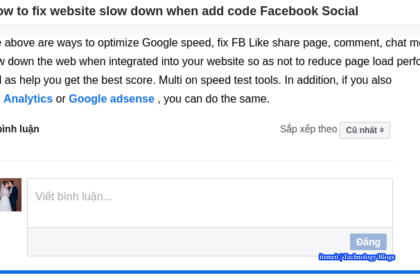 ow to fix website slow down when add code Facebook Social
e above are ways to optimize Google speed, fix FB Like share page, comment, chat me
w down the web when integrated into your website so as not to reduce page load perfo
l as help you get the best score. Multi on speed test tools. In addition, if you also
Analytics or Google adsense , you can do the same.
bình luận Sắp xếp theo Cũ nhất
Viết bình luận...
Đăng
itsmeit : Technology Blogs